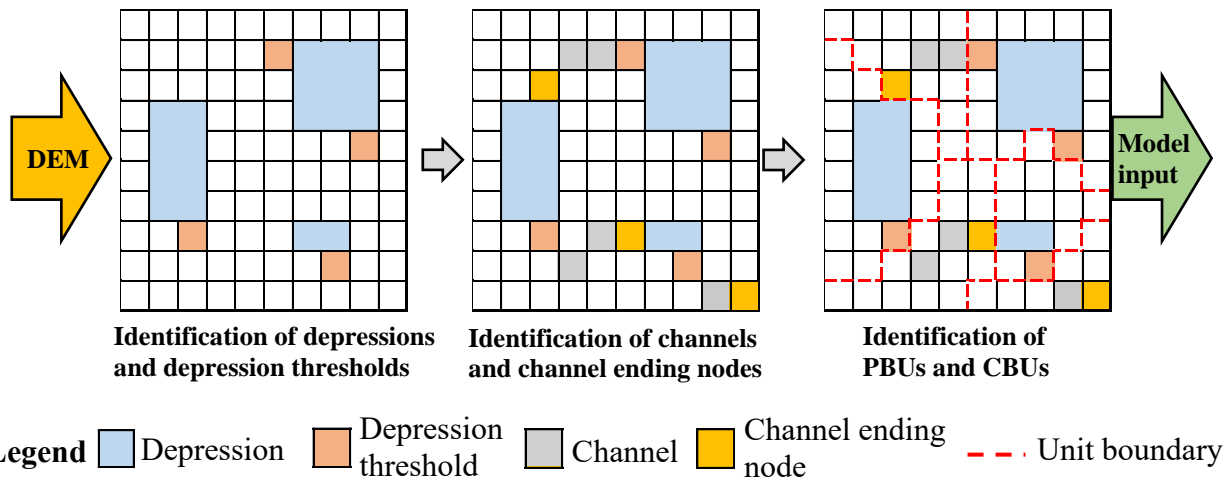 DEM
Model
input
Identification of depressions
and depression thresholds
Identification of channels
and channel ending nodes
Identification of
PBUs and CBUs
Legend
Depression
Depression
threshold
Channel
Channel ending
node
Unit boundary